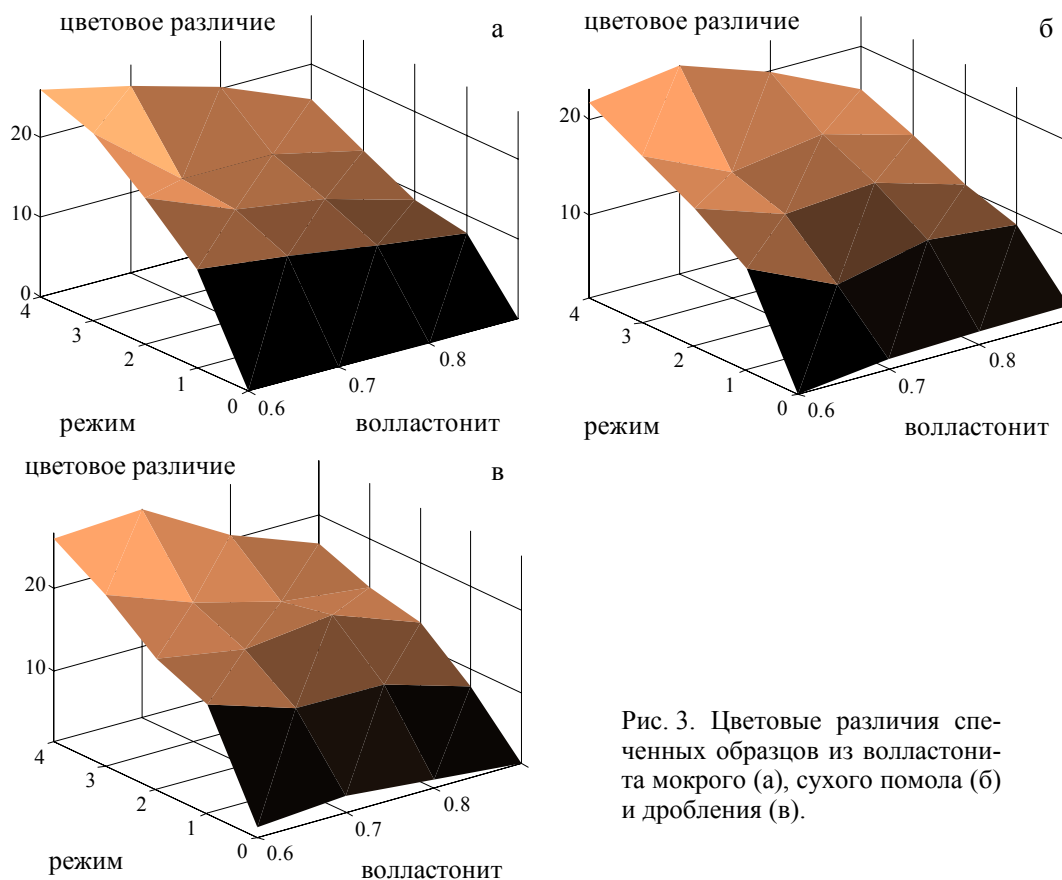 цветовое различие
а
20
10
0
4
3
2
1
0
0.6
0.7
0.8
режим
волластонит
цветовое различие
б
20
10
4
3
2
1
0
0.6
0.7
0.8
режим
волластонит
цветовое различие
в
20
10
4
3
2
1
0
0.6
0.7
0.8
режим
волластонит
Рис. 3. Цветовые различия спе-
ченных образцов из волластони-
та мокрого (а), сухого помола (б)
и дробления (в).